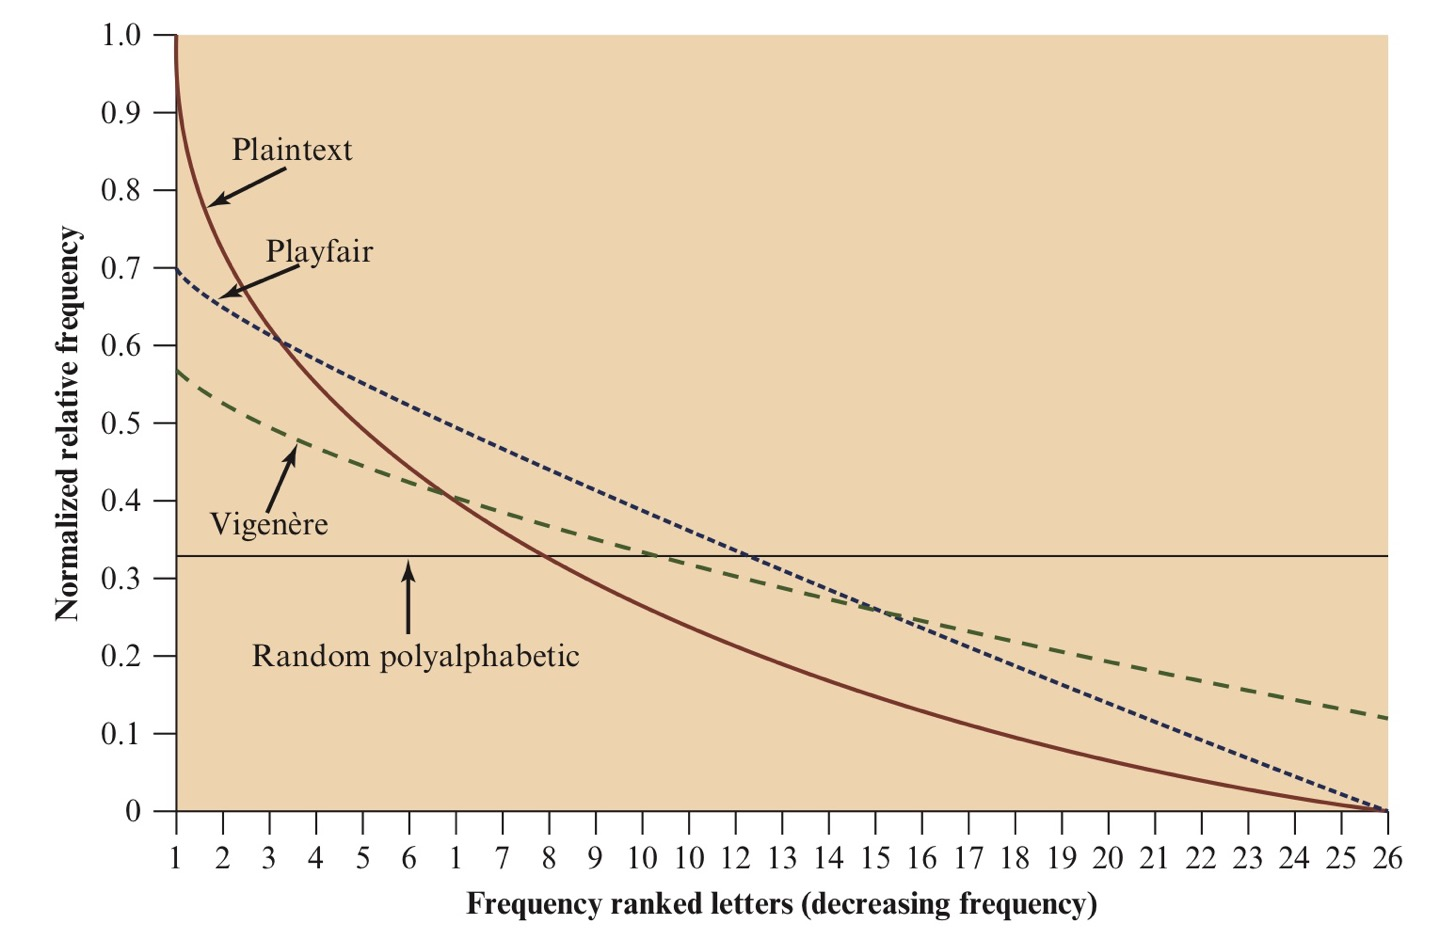 Normalized relative frequency
1.0
0.9
0.8
0.7
0.6
0.5
0.4
0.3
0.2
0.1
0
Plaintext
Playfair
Vigenère
Random polyalphabetic
1 2 3 4 5 6 1 7 8 9 10 10 12 13 14 15 16 17 18 19 20 21 22 23 24 25 26
Frequency ranked letters (decreasing frequency)